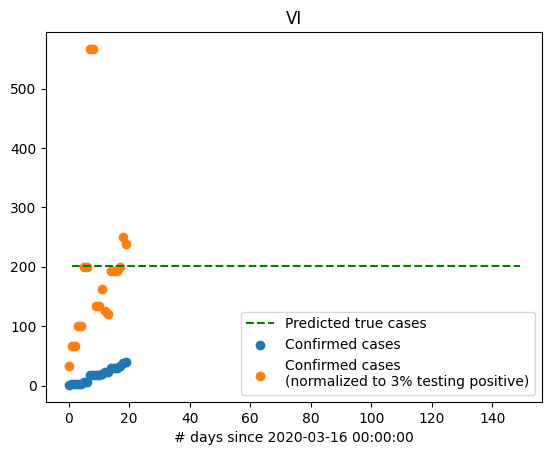 VI
500
400
300
200
100
0
Predicted true cases
Confirmed cases
Confirmed cases
(normalized to 3% testing positive)
0 20 40 60 80 100 120 140
# days since 2020-03-16 00:00:00